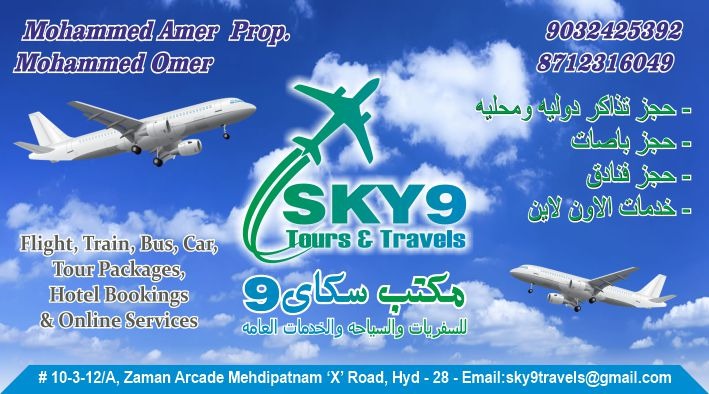 Mohammed Amer Prop.
Mohammed Omer
9032425392
8712316049
- حجز تذاكر دوليه ومحليه
- حجز باصات
- حجز فنادق
- خدمات الاون لاين
SKY9
Tours & Travels
مكتب سكاى 9
للسفريات والسياحه والخدمات العامه
Flight, Train, Bus, Car,
Tour Packages,
Hotel Bookings
& Online Services
# 10-3-12/A, Zaman Arcade Mehdipatnam ‘X’ Road, Hyd - 28 - Email:sky9travels@gmail.com